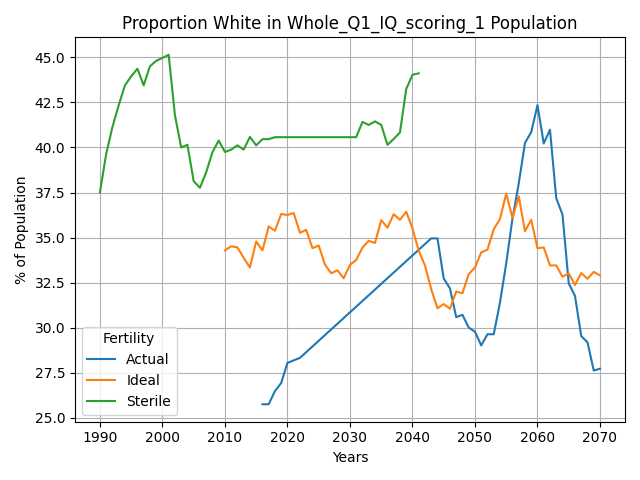 Proportion White in Whole_Q1_IQ_scoring_1 Population
% of Population
45.0
42.5
40.0
37.5
35.0
32.5
30.0
27.5
25.0
Fertility
Actual
Ideal
Sterile
1990 2000 2010 2020 2030 2040 2050 2060 2070
Years